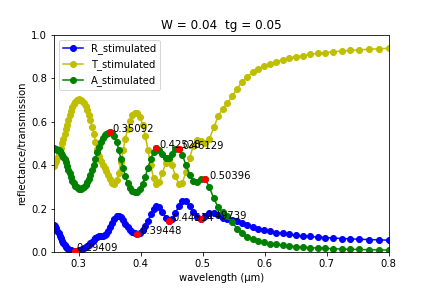 W = 0.04 tg = 0.05
R_stimulated
T_stimulated
A_stimulated
reflectance/transmission
1.0
0.8
0.6
0.4
0.2
0.0
0.35092
0.46129
0.50396
0.39448
0.3
0.4
0.5
0.6
0.7
0.8
wavelength (μm)